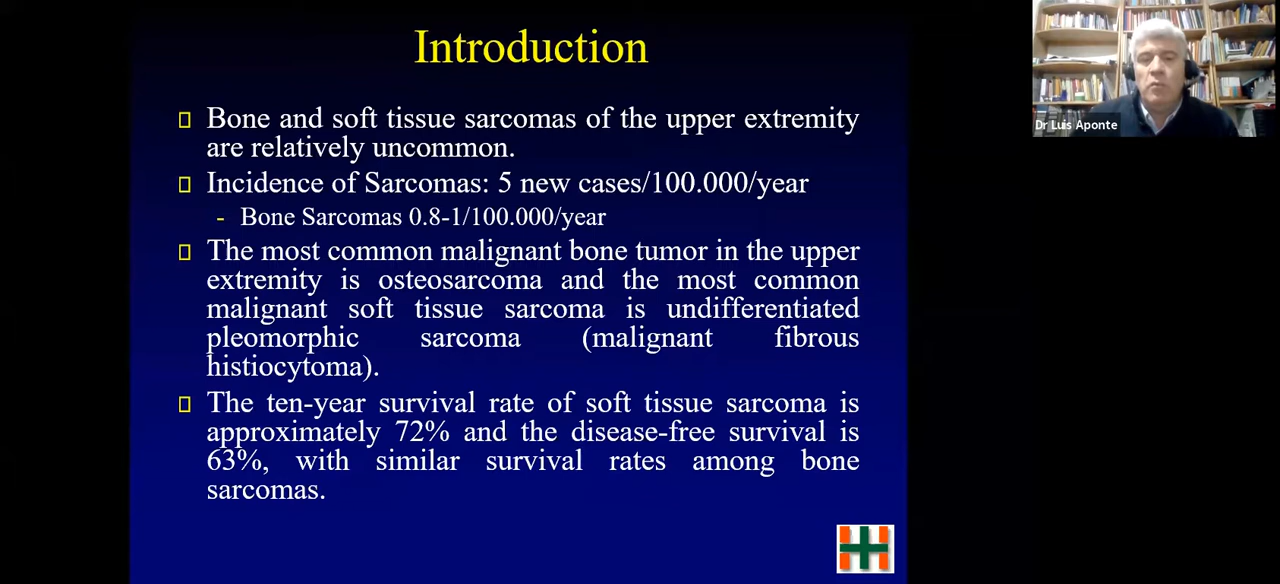 Introduction
Bone and soft tissue sarcomas of the upper extremity
are relatively uncommon.
Incidence of Sarcomas: 5 new cases/100.000/year
- Bone Sarcomas 0.8-1/100.000/year
The most common malignant bone tumor in the upper
extremity is osteosarcoma and the most common
malignant soft tissue sarcoma is undifferentiated
pleomorphic sarcoma (malignant fibrous
histiocytoma).
The ten-year survival rate of soft tissue sarcoma is
approximately 72% and the disease-free survival is
63%, with similar survival rates among bone
sarcomas.
Dr Luis Aponte